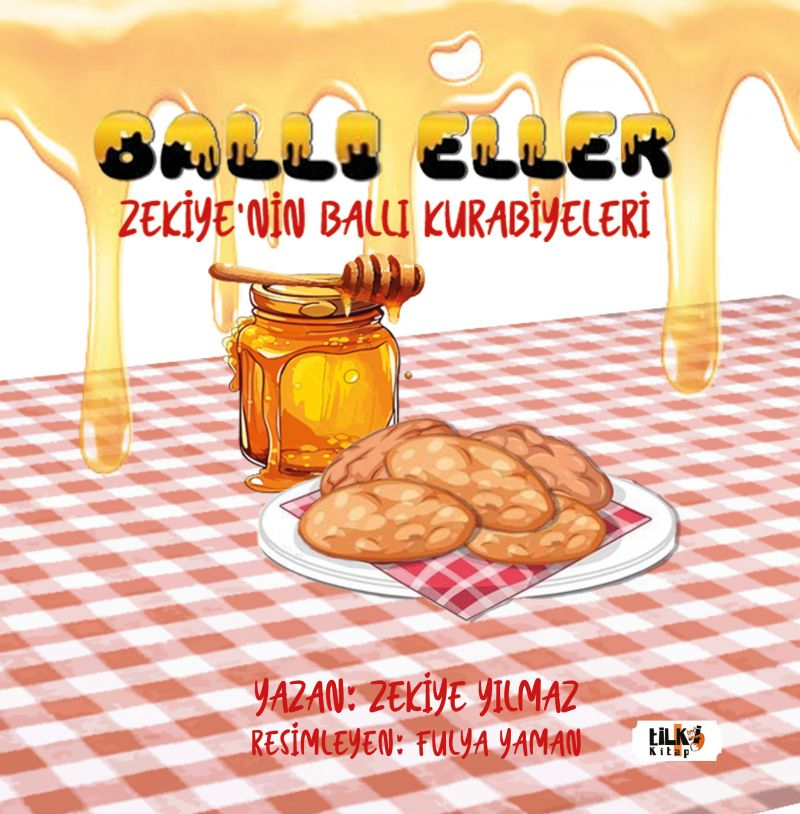 BALLI ELLER
ZEKİYE'NİN BALLI KURABİYELERİ
YAZAN: ZEKİYE YILMAZ
RESİMLEYEN: FULYA YAMAN
tiLKi
Kitap